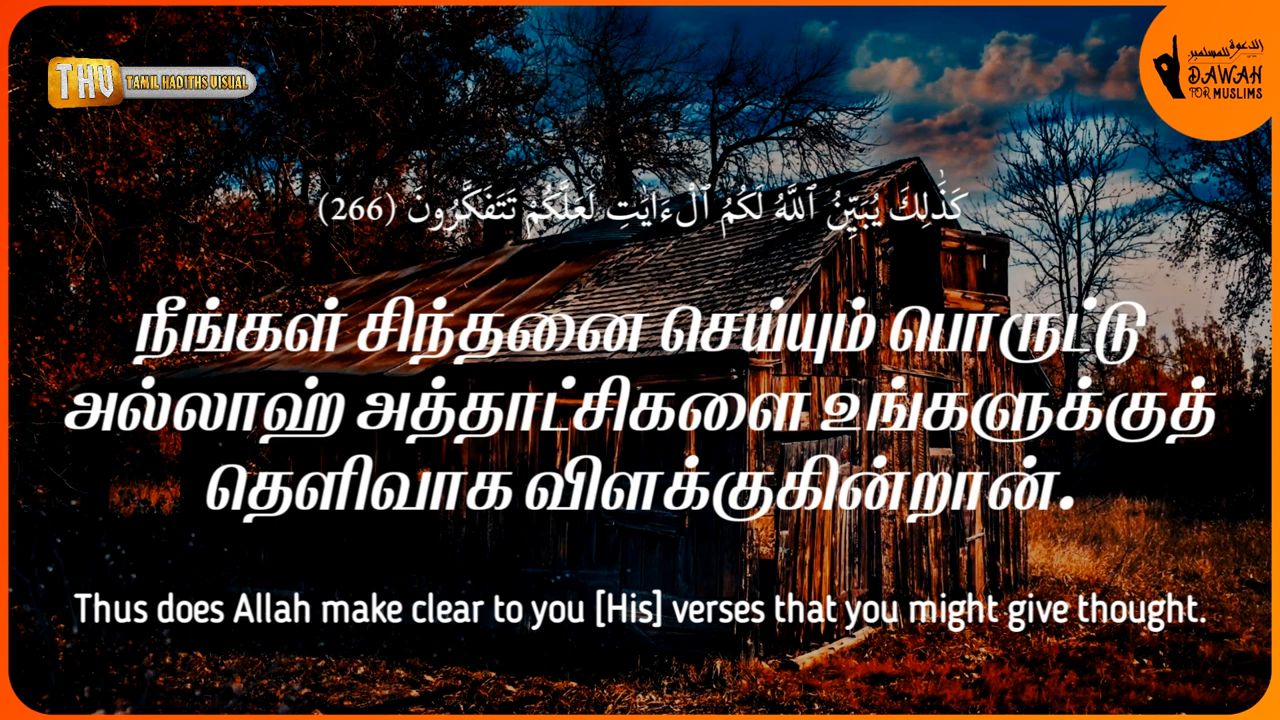 THV TAMIL HADITHS VISUAL
الدعوة للمسلمين
DAWAH
FOR MUSLIMS
كَذَٰلِكَ يُبَيِّنُ ٱللَّهُ لَكُمُ ٱلْءَايَٰتِ لَعَلَّكُمْ تَتَفَكَّرُونَ (266)
நீங்கள் சிந்தனை செய்யும் பொருட்டு
அல்லாஹ் அத்தாட்சிகளை உங்களுக்குத்
தெளிவாக விளக்குகின்றான்.
Thus does Allah make clear to you [His] verses that you might give thought.